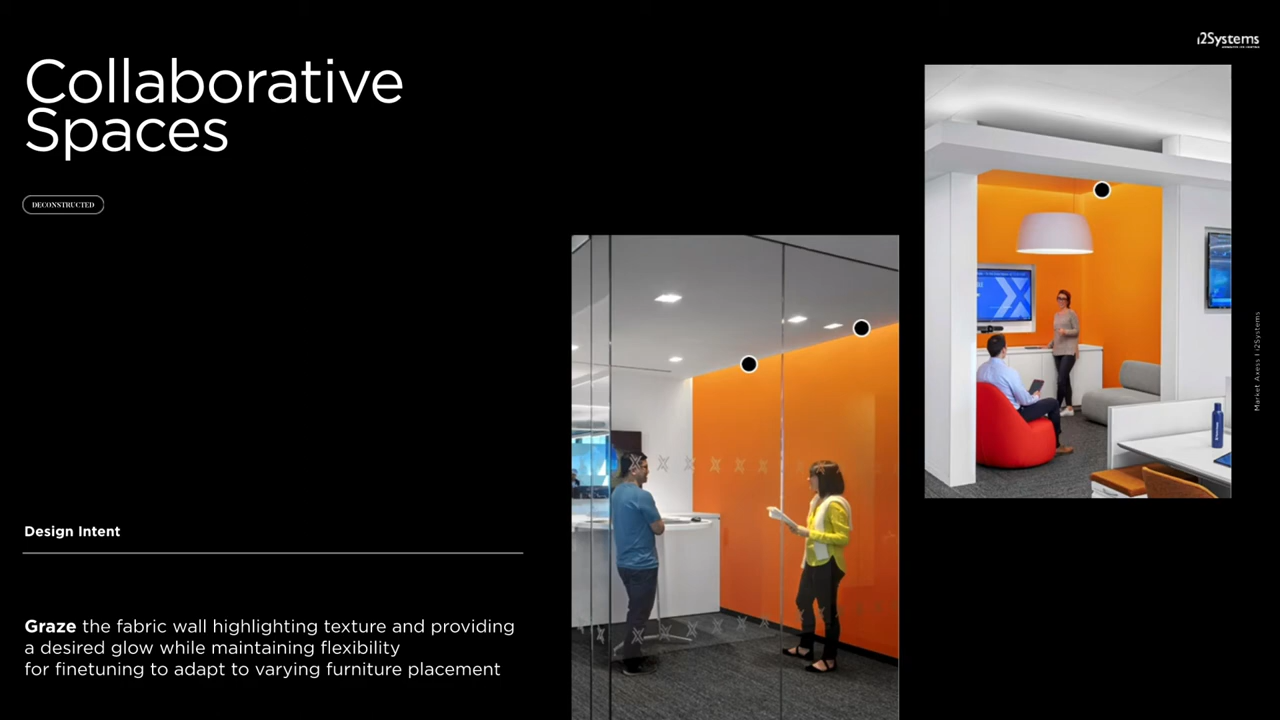 i2Systems
Collaborative
Spaces
DECONSTRUCTED
Market Axess | i2Systems
Design Intent
Graze the fabric wall highlighting texture and providing
a desired glow while maintaining flexibility
for finetuning to adapt to varying furniture placement